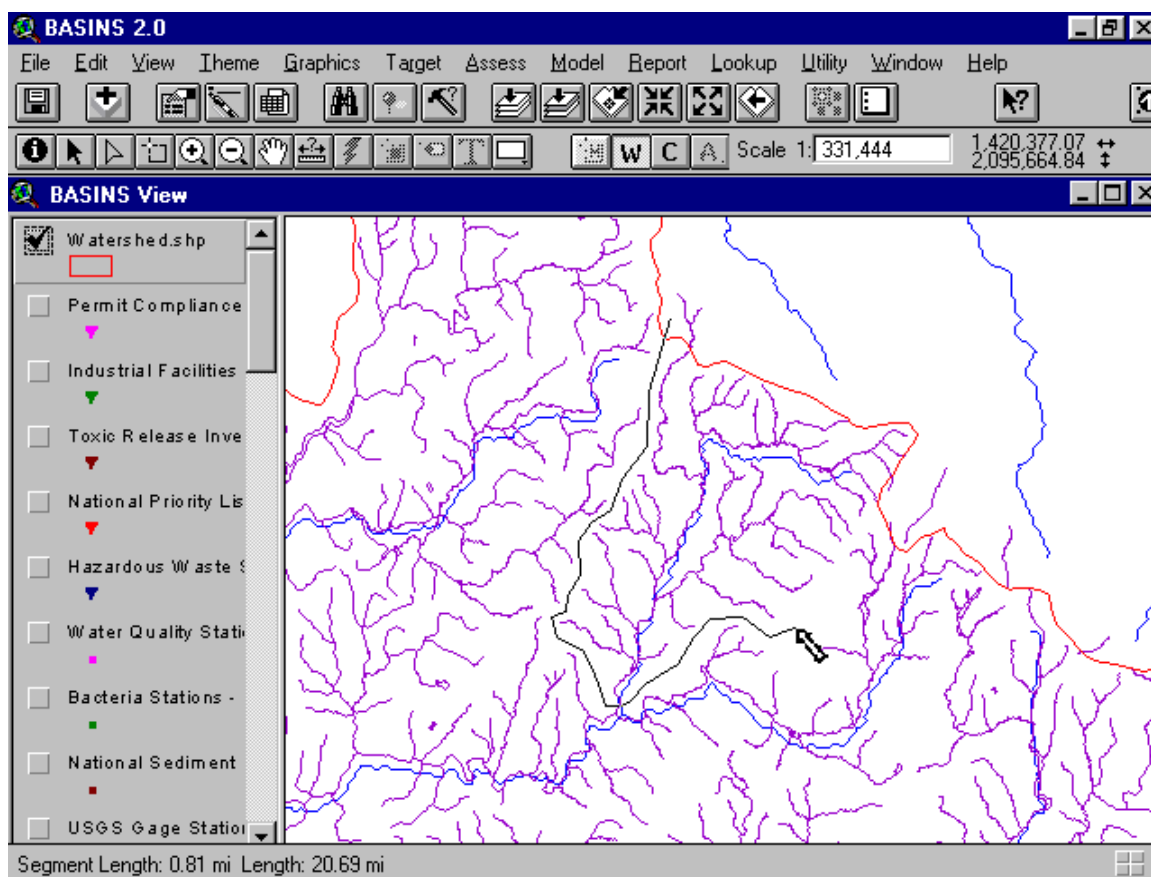 BASINS 2.0
File Edit View Theme Graphics Target Assess Model Report Lookup Utility Window Help
W C A Scale 1: 331,444 1,420,377.07
2,095,664.84
BASINS View
Watershed.shp
Permit Compliance
Industrial Facilities
Toxic Release Inve
National Priority Lis
Hazardous Waste S
Water Quality Stati
Bacteria Stations -
National Sediment
USGS Gage Station
Segment Length: 0.81 mi Length: 20.69 mi